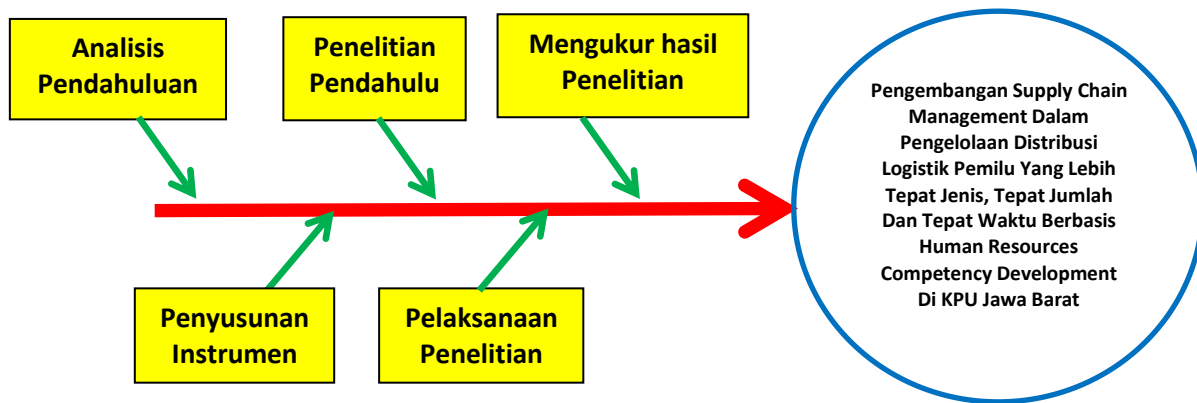 Analisis
Pendahuluan
Penelitian
Pendahulu
Mengukur hasil
Penelitian
Penyusunan
Instrumen
Pelaksanaan
Penelitian
Pengembangan Supply Chain
Management Dalam
Pengelolaan Distribusi
Logistik Pemilu Yang Lebih
Tepat Jenis, Tepat Jumlah
Dan Tepat Waktu Berbasis
Human Resources
Competency Development
Di KPU Jawa Barat